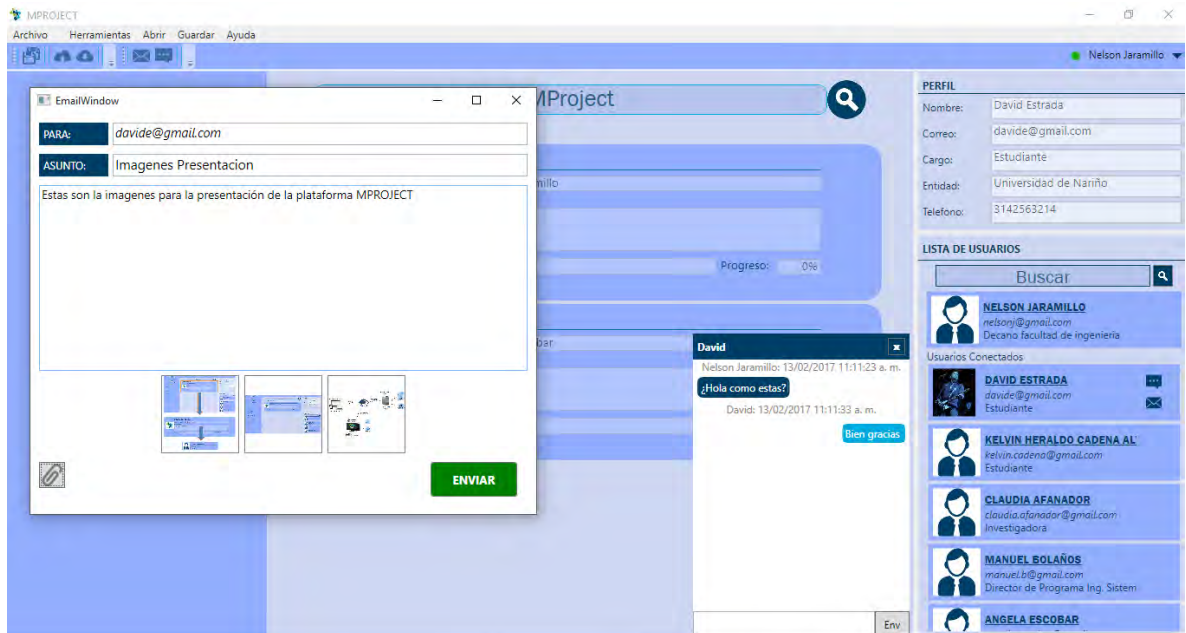 MPROJECT
Archivo Herramientas Abrir Guardar Ayuda
Nelson Jaramillo
EmailWindow
PARA: davide@gmail.com
ASUNTO: Imagenes Presentacion
Estas son la imagenes para la presentación de la plataforma MPROJECT
ENVIAR
MProject
millo
Progreso: 0%
bar
David
Nelson Jaramillo: 13/02/2017 11:11:23 a. m.
¿Hola como estas?
David: 13/02/2017 11:11:33 a. m.
Bien gracias
Env
PERFIL
Nombre: David Estrada
Correo: davide@gmail.com
Cargo: Estudiante
Entidad: Universidad de Nariño
Telefono: 3142563214
LISTA DE USUARIOS
Buscar
NELSON JARAMILLO
nelsonj@gmail.com
Decano facultad de ingeniería
Usuarios Conectados
DAVID ESTRADA
davide@gmail.com
Estudiante
KELVIN HERALDO CADENA AL
kelvin.cadena@gmail.com
Estudiante
CLAUDIA AFANADOR
claudia.afanador@gmail.com
Investigadora
MANUEL BOLAÑOS
manuel.b@gmail.com
Director de Programa Ing. Sistem
ANGELA ESCOBAR